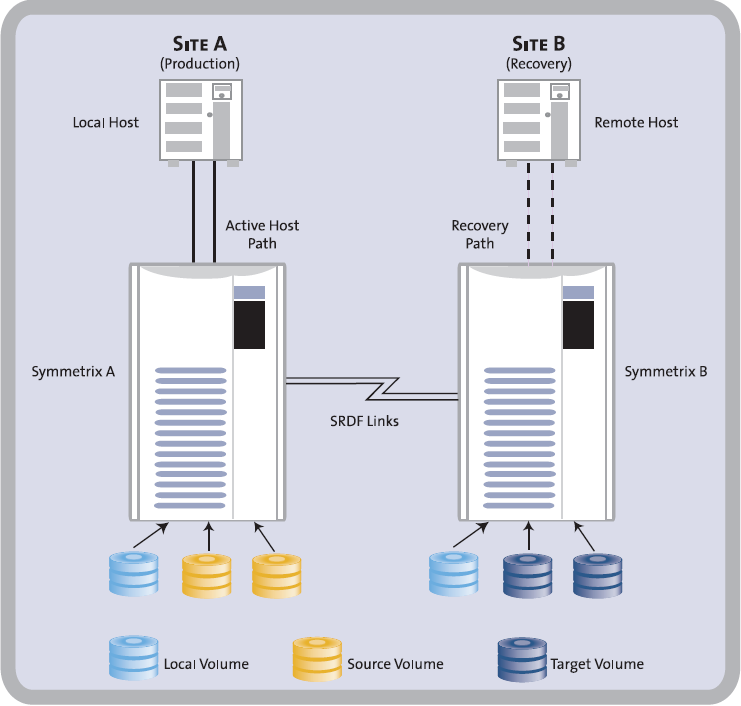 SITE A
(Production)
SITE B
(Recovery)
Local Host
Remote Host
Active Host
Path
Recovery
Path
Symmetrix A
Symmetrix B
SRDF Links
Local Volume
Source Volume
Target Volume